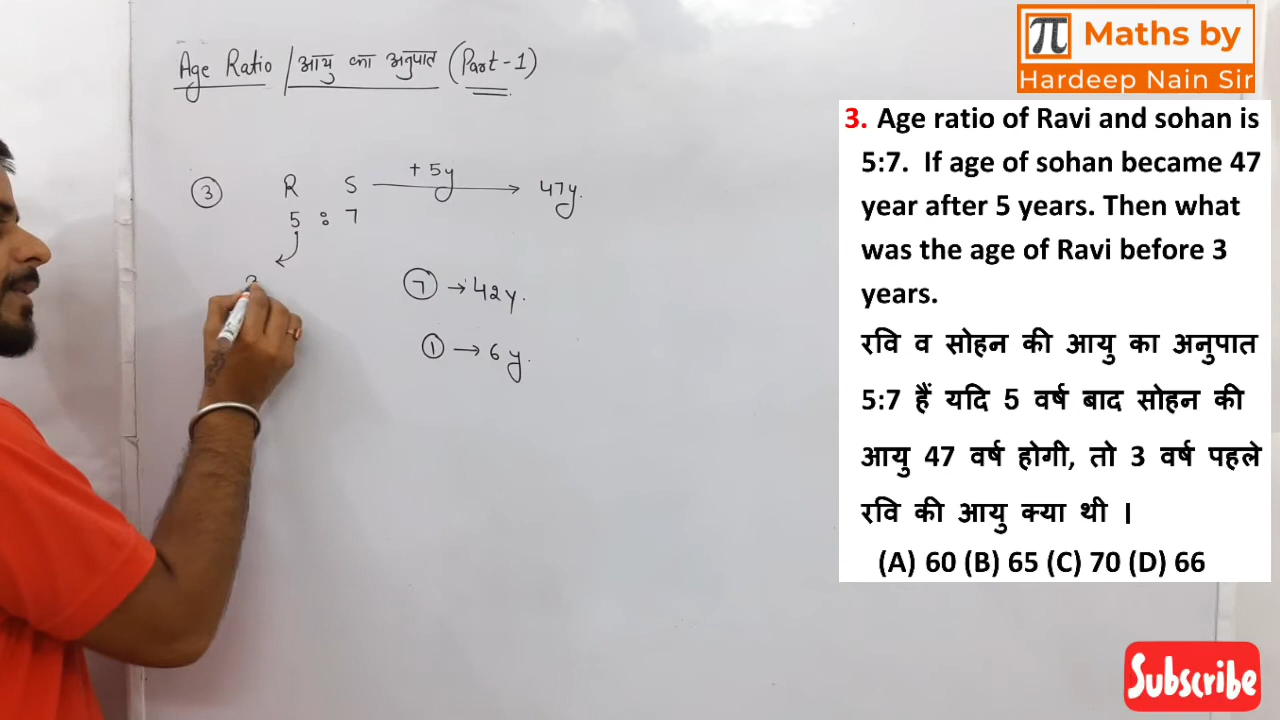 Age Ratio / आयु का अनुपात (Part-1)
π Maths by
Hardeep Nain Sir
3. Age ratio of Ravi and sohan is
5:7. If age of sohan became 47
year after 5 years. Then what
was the age of Ravi before 3
years.
रवि व सोहन की आयु का अनुपात
5:7 हैं यदि 5 वर्ष बाद सोहन की
आयु 47 वर्ष होगी, तो 3 वर्ष पहले
रवि की आयु क्या थी ।
(A) 60 (B) 65 (C) 70 (D) 66
3 R S + 5y → 47y.
5 : 7
7 → 42y.
1 → 6y.
Subscribe